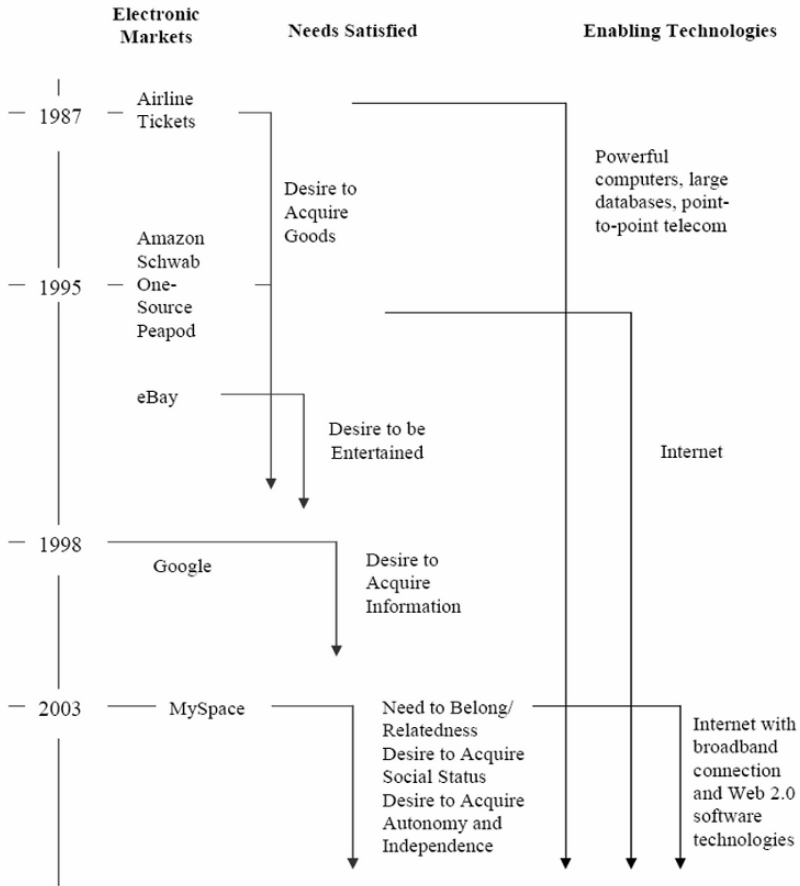 Electronic
Markets
Needs Satisfied
Enabling Technologies
1987
Airline
Tickets
Desire to
Acquire
Goods
Powerful
computers, large
databases, point-
to-point telecom
1995
Amazon
Schwab
One-
Source
Peapod
eBay
Desire to be
Entertained
Internet
1998
Google
Desire to
Acquire
Information
2003
MySpace
Need to Belong/
Relatedness
Desire to Acquire
Social Status
Desire to Acquire
Autonomy and
Independence
Internet with
broadband
connection
and Web 2.0
software
technologies